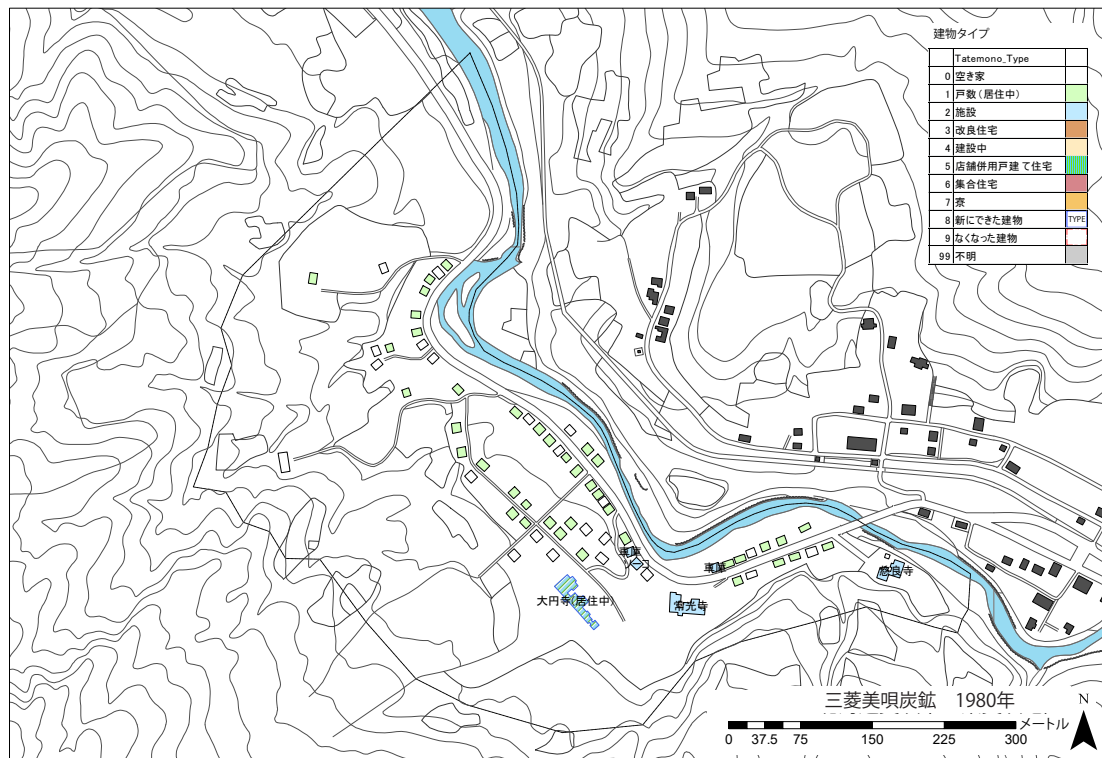 建物タイプ
Tatemono_Type
0 空き家
1 戸数(居住中)
2 施設
3 改良住宅
4 建設中
5 店舗併用戸建て住宅
6 集合住宅
7 寮
8 新にできた建物 TYPE
9 なくなった建物
99 不明
車庫
車庫
大円寺(居住中)
常光寺
三菱美唄炭鉱 1980年
N
メートル
0 37.5 75 150 225 300